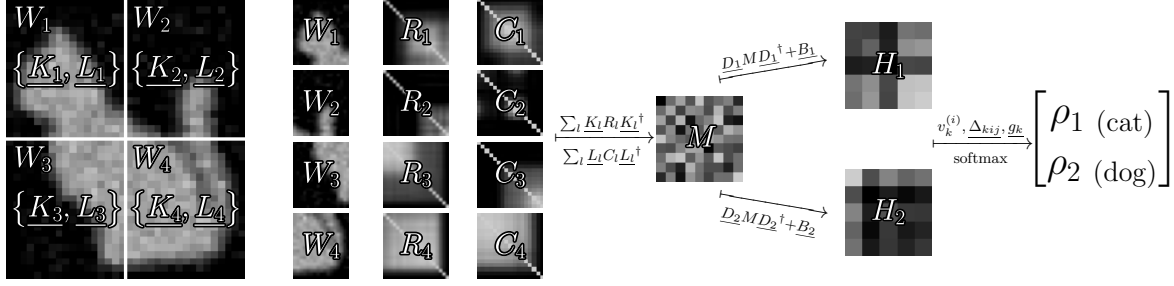 W₁ W₂
{K₁, L₁} {K₂, L₂}
W₃ W₄
{K₃, L₃} {K₄, L₄}
W₁ R₁ C₁
W₂ R₂ C₂
W₃ R₃ C₃
W₄ R₄ C₄
∑ₗ KₗRₗKₗ†
∑ₗ LₗCₗLₗ†
M
D₁MD₁†+B₁
D₂MD₂†+B₂
H₁
H₂
vₖ⁽ⁱ⁾, Δₖᵢⱼ, gₖ
softmax
ρ₁ (cat)
ρ₂ (dog)